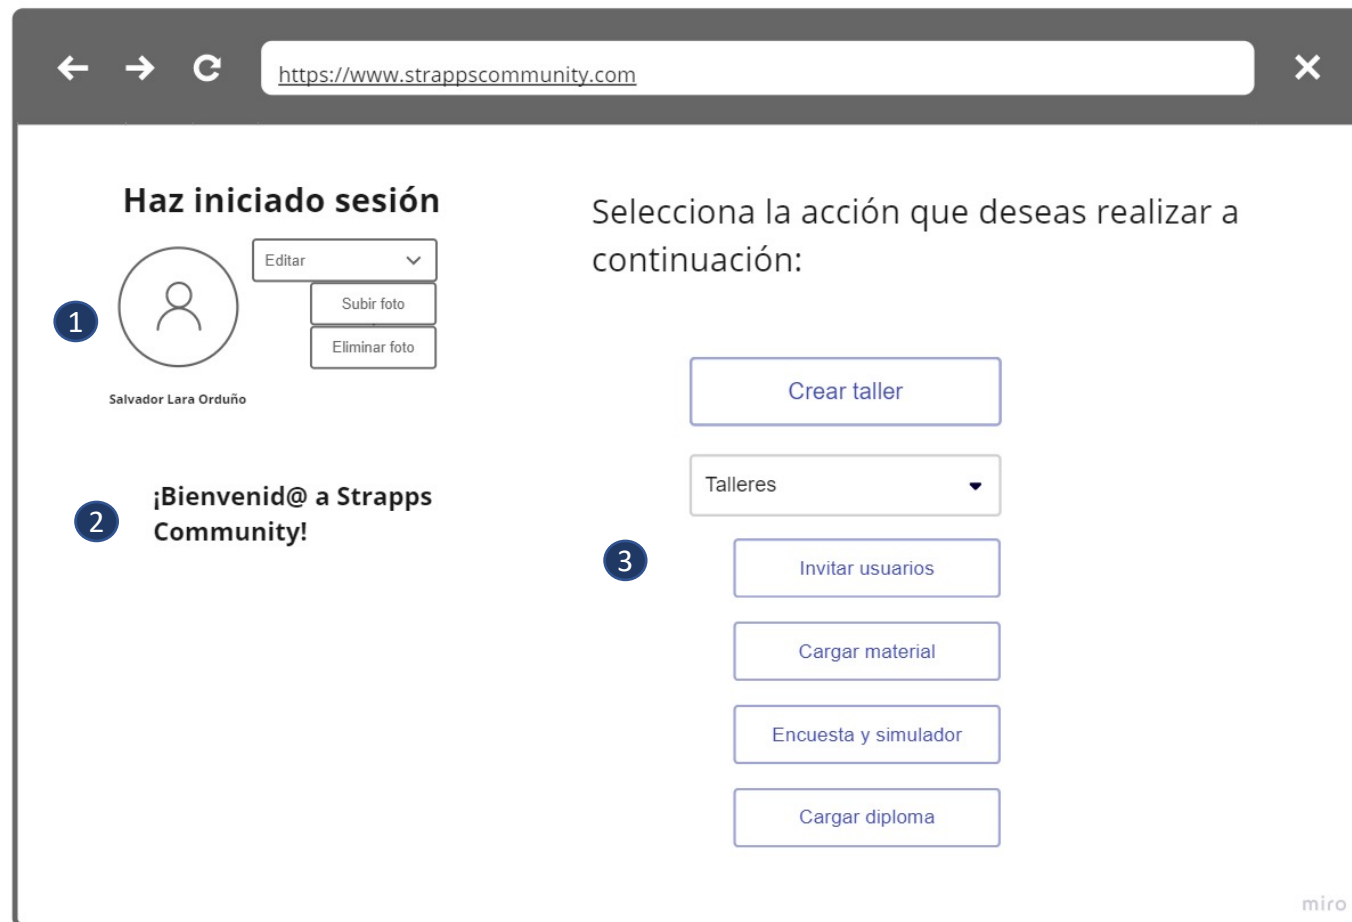 https://www.strappscommunity.com
Haz iniciado sesión
Editar
Subir foto
Eliminar foto
1
Salvador Lara Orduño
2
¡Bienvenid@ a Strapps
Community!
Selecciona la acción que deseas realizar a
continuación:
Crear taller
Talleres
3
Invitar usuarios
Cargar material
Encuesta y simulador
Cargar diploma
miro